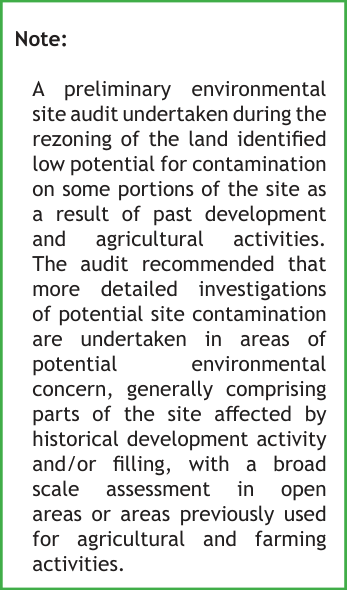 Note:
A preliminary environmental
site audit undertaken during the
rezoning of the land identified
low potential for contamination
on some portions of the site as
a result of past development
and agricultural activities.
The audit recommended that
more detailed investigations
of potential site contamination
are undertaken in areas of
potential environmental
concern, generally comprising
parts of the site affected by
historical development activity
and/or filling, with a broad
scale assessment in open
areas or areas previously used
for agricultural and farming
activities.